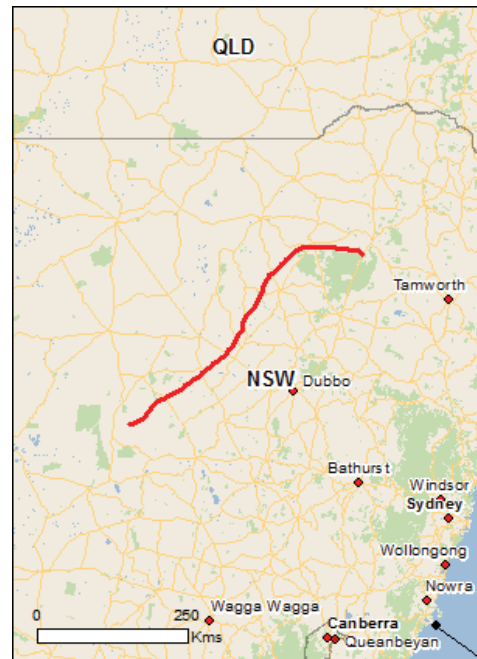 QLD
Tamworth
NSW Dubbo
Bathurst
Windsor
Sydney
Wollongong
Nowra
0 250
Wagga Wagga
Canberra
Kms
Queanbeyan